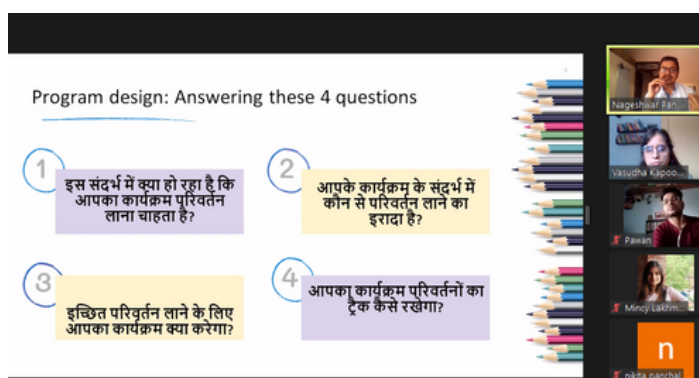 Program design: Answering these 4 questions
1
इस संदर्भ में क्या हो रहा है कि
आपका कार्यक्रम परिवर्तन
लाना चाहता है?
2
आपके कार्यक्रम के संदर्भ में
कौन से परिवर्तन लाने का
इरादा है?
3
इच्छित परिवर्तन लाने के लिए
आपका कार्यक्रम क्या करेगा?
4
आपका कार्यक्रम परिवर्तनों का
ट्रैक कैसे रखेगा?
Nageshwar Pan...
Vasudha Kapoo...
Pawan
Mincy Lakhm...
n
nikita panchal